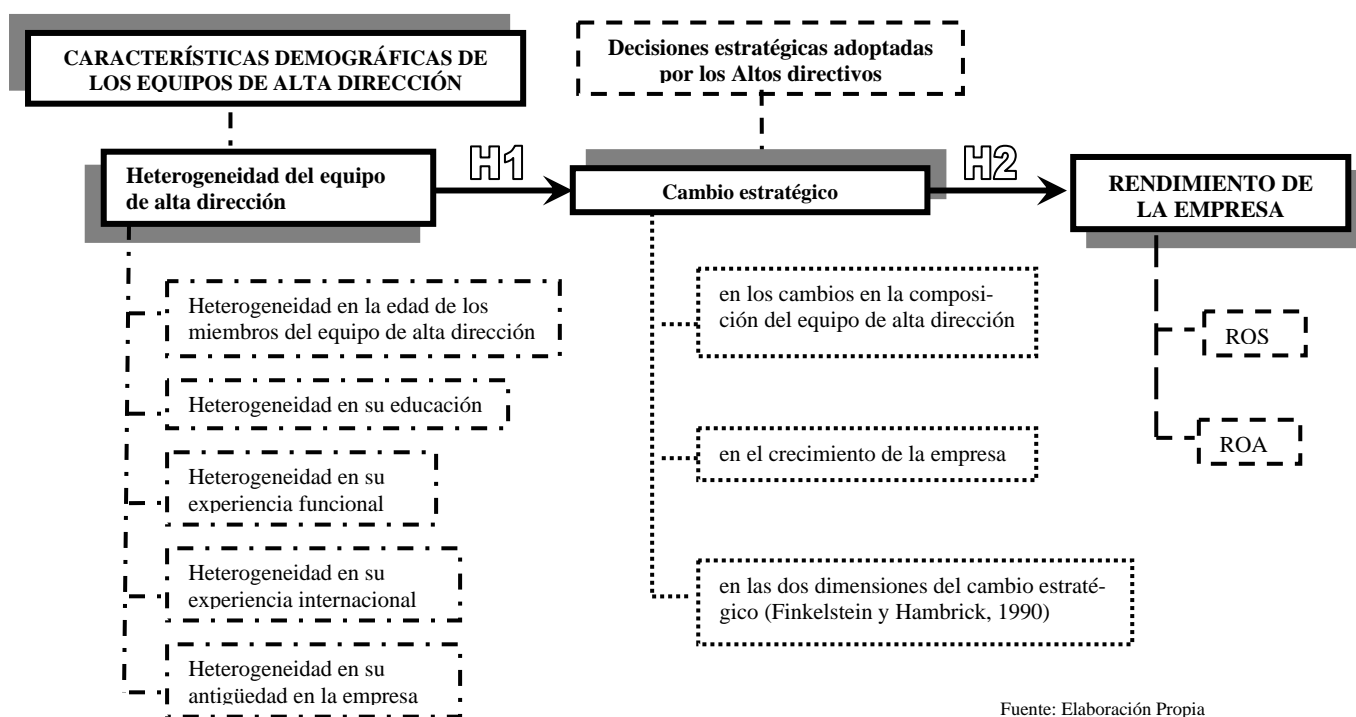 CARACTERÍSTICAS DEMOGRÁFICAS DE
LOS EQUIPOS DE ALTA DIRECCIÓN
Decisiones estratégicas adoptadas
por los Altos directivos
Heterogeneidad del equipo
de alta dirección
H1
Cambio estratégico
H2
RENDIMIENTO DE
LA EMPRESA
Heterogeneidad en la edad de los
miembros del equipo de alta dirección
Heterogeneidad en su educación
Heterogeneidad en su
experiencia funcional
Heterogeneidad en su
experiencia internacional
Heterogeneidad en su
antigüedad en la empresa
en los cambios en la composi-
ción del equipo de alta dirección
en el crecimiento de la empresa
en las dos dimensiones del cambio estraté-
gico (Finkelstein y Hambrick, 1990)
ROS
ROA
Fuente: Elaboración Propia